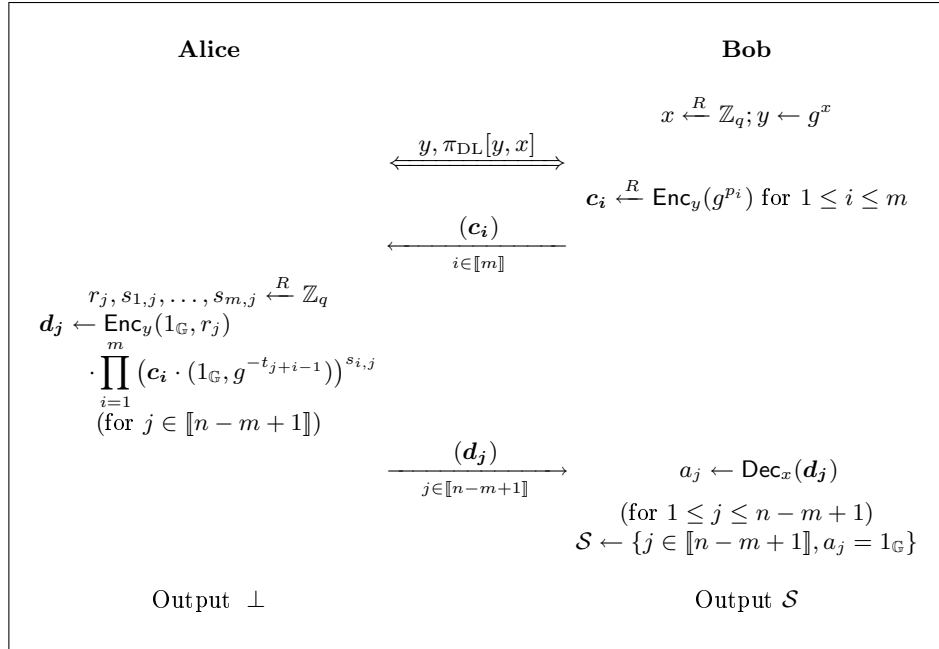 Alice Bob
x ←R ℤ_q; y ← g^x
y, π_DL[y, x]
c_i ←R Enc_y(g^{p_i}) for 1 ≤ i ≤ m
(c_i)
i∈⟦m⟧
r_j, s_{1,j}, …, s_{m,j} ←R ℤ_q
d_j ← Enc_y(1_𝔾, r_j)
· ∏_{i=1}^{m} (c_i · (1_𝔾, g^{−t_{j+i−1}}))^{s_{i,j}}
(for j ∈ ⟦n − m + 1⟧)
(d_j)
j∈⟦n−m+1⟧
a_j ← Dec_x(d_j)
(for 1 ≤ j ≤ n − m + 1)
𝒮 ← {j ∈ ⟦n − m + 1⟧, a_j = 1_𝔾}
Output ⊥ Output 𝒮